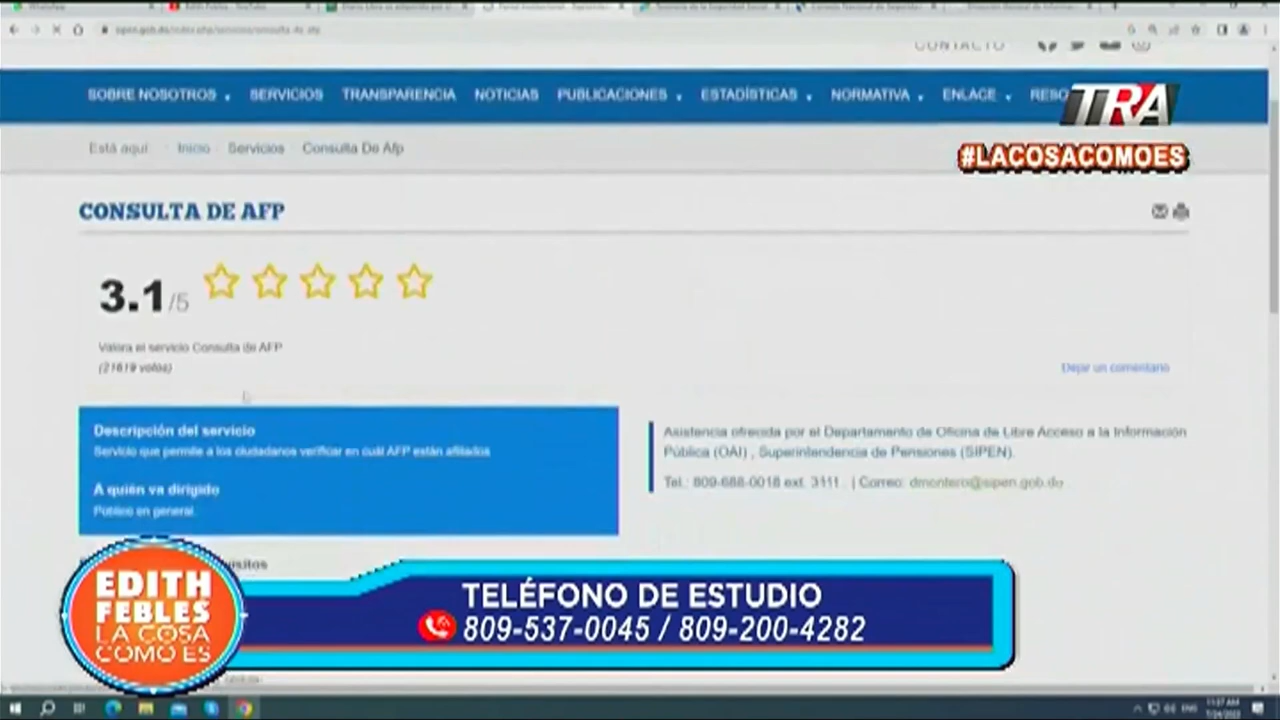 WhatsApp
CONTACTO
SOBRE NOSOTROS SERVICIOS TRANSPARENCIA NOTICIAS PUBLICACIONES ESTADÍSTICAS NORMATIVA ENLACE
TRA
#LACOSACOMOES
Está aquí: Inicio Servicios Consulta De Afp
CONSULTA DE AFP
3.1/5
Valora el servicio Consulta de AFP
(21619 votos)
Dejar un comentario
Descripción del servicio
Servicio que permite a los ciudadanos verificar en cuál AFP están afiliados
A quién va dirigido
Público en general.
Asistencia ofrecida por el Departamento de Oficina de Libre Acceso a la Información
Pública (OAI) , Superintendencia de Pensiones (SIPEN).
Tel.: 809-688-0018 ext. 3111 | Correo: dmontero@sipen.gob.do
EDITH
FEBLES
LA COSA
COMO ES
TELÉFONO DE ESTUDIO
809-537-0045 / 809-200-4282
11:07 AM